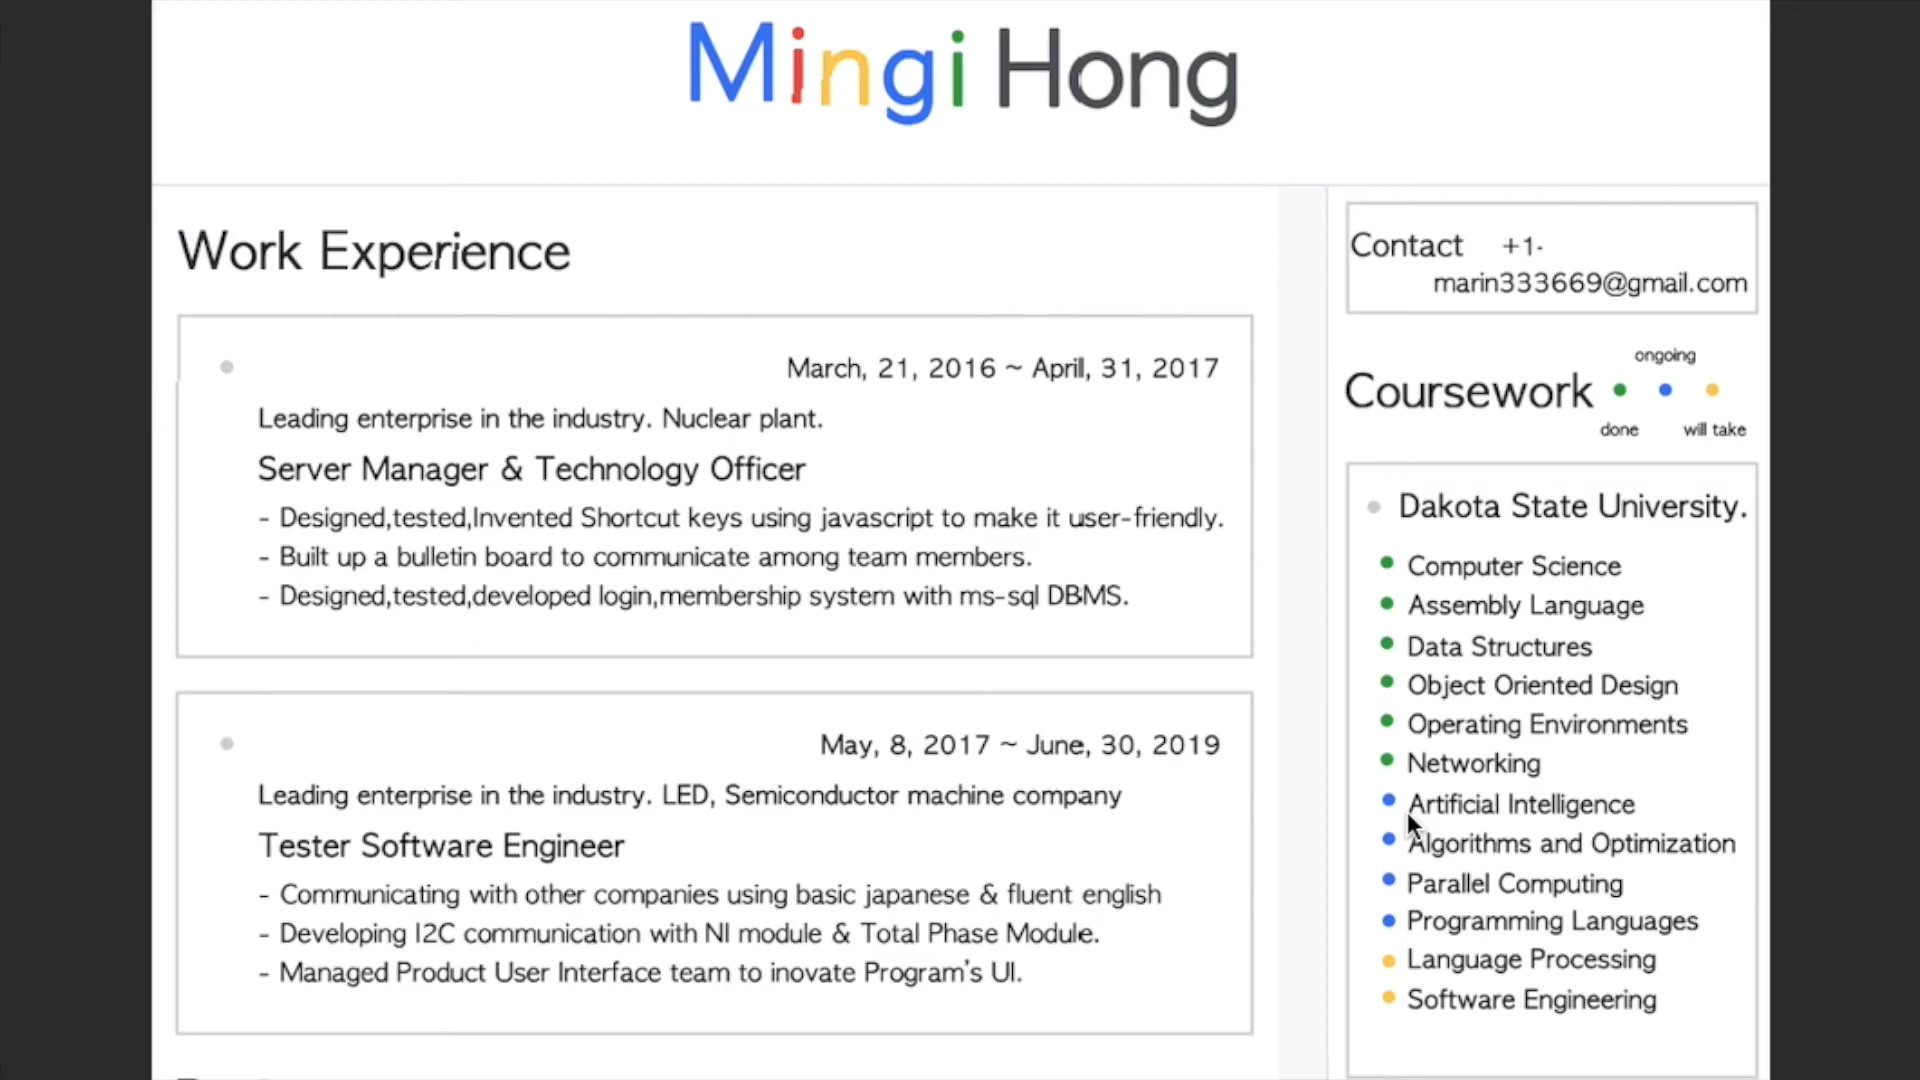 Mingi Hong
Work Experience
March, 21, 2016 ~ April, 31, 2017
Leading enterprise in the industry. Nuclear plant.
Server Manager & Technology Officer
- Designed,tested,Invented Shortcut keys using javascript to make it user-friendly.
- Built up a bulletin board to communicate among team members.
- Designed,tested,developed login,membership system with ms-sql DBMS.
May, 8, 2017 ~ June, 30, 2019
Leading enterprise in the industry. LED, Semiconductor machine company
Tester Software Engineer
- Communicating with other companies using basic japanese & fluent english
- Developing I2C communication with NI module & Total Phase Module.
- Managed Product User Interface team to inovate Program's UI.
Contact +1-
marin333669@gmail.com
ongoing
Coursework
done will take
Dakota State University.
Computer Science
Assembly Language
Data Structures
Object Oriented Design
Operating Environments
Networking
Artificial Intelligence
Algorithms and Optimization
Parallel Computing
Programming Languages
Language Processing
Software Engineering